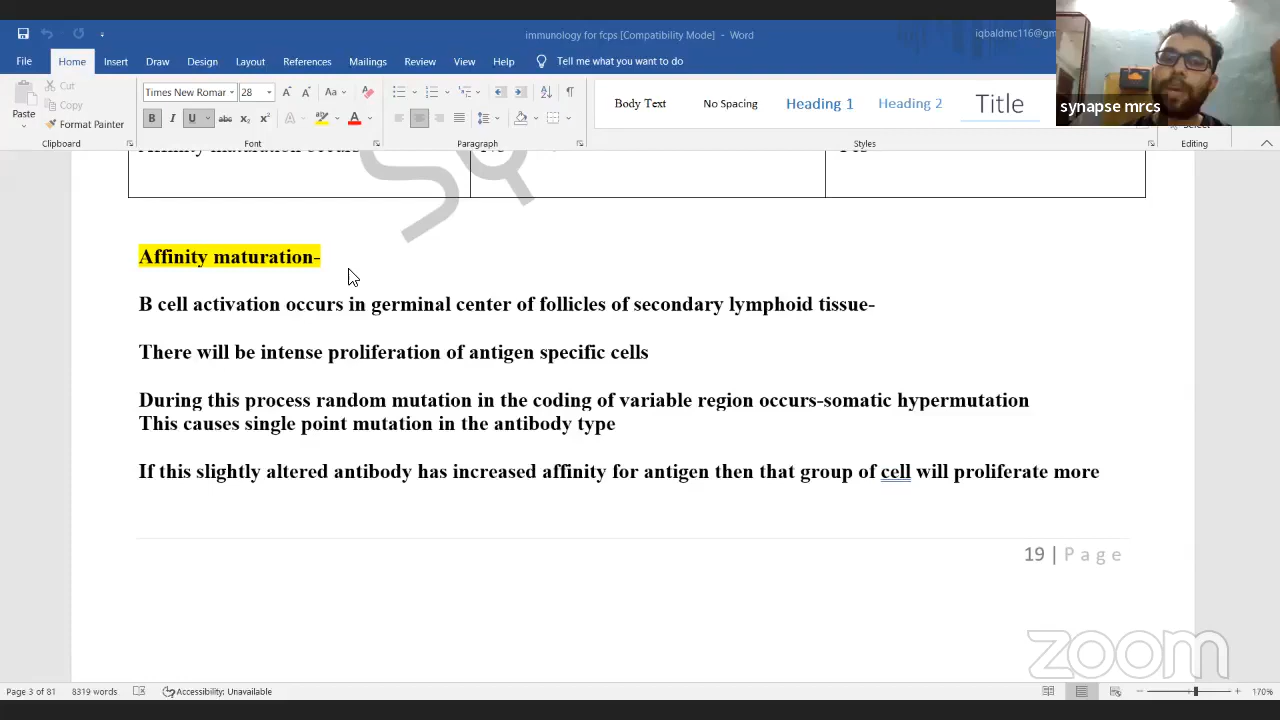 immunology for fcps [Compatibility Mode] - Word
iqbaldmc116@gm
File Home Insert Draw Design Layout References Mailings Review View Help Tell me what you want to do
Paste
Cut
Copy
Format Painter
Times New Romar 28
Body Text No Spacing Heading 1 Heading 2 Title
synapse mrcs
Clipboard Font Paragraph Styles Editing
Affinity maturation-
B cell activation occurs in germinal center of follicles of secondary lymphoid tissue-
There will be intense proliferation of antigen specific cells
During this process random mutation in the coding of variable region occurs-somatic hypermutation
This causes single point mutation in the antibody type
If this slightly altered antibody has increased affinity for antigen then that group of cell will proliferate more
19 | Page
zoom
Page 3 of 81 8319 words Accessibility: Unavailable 170%